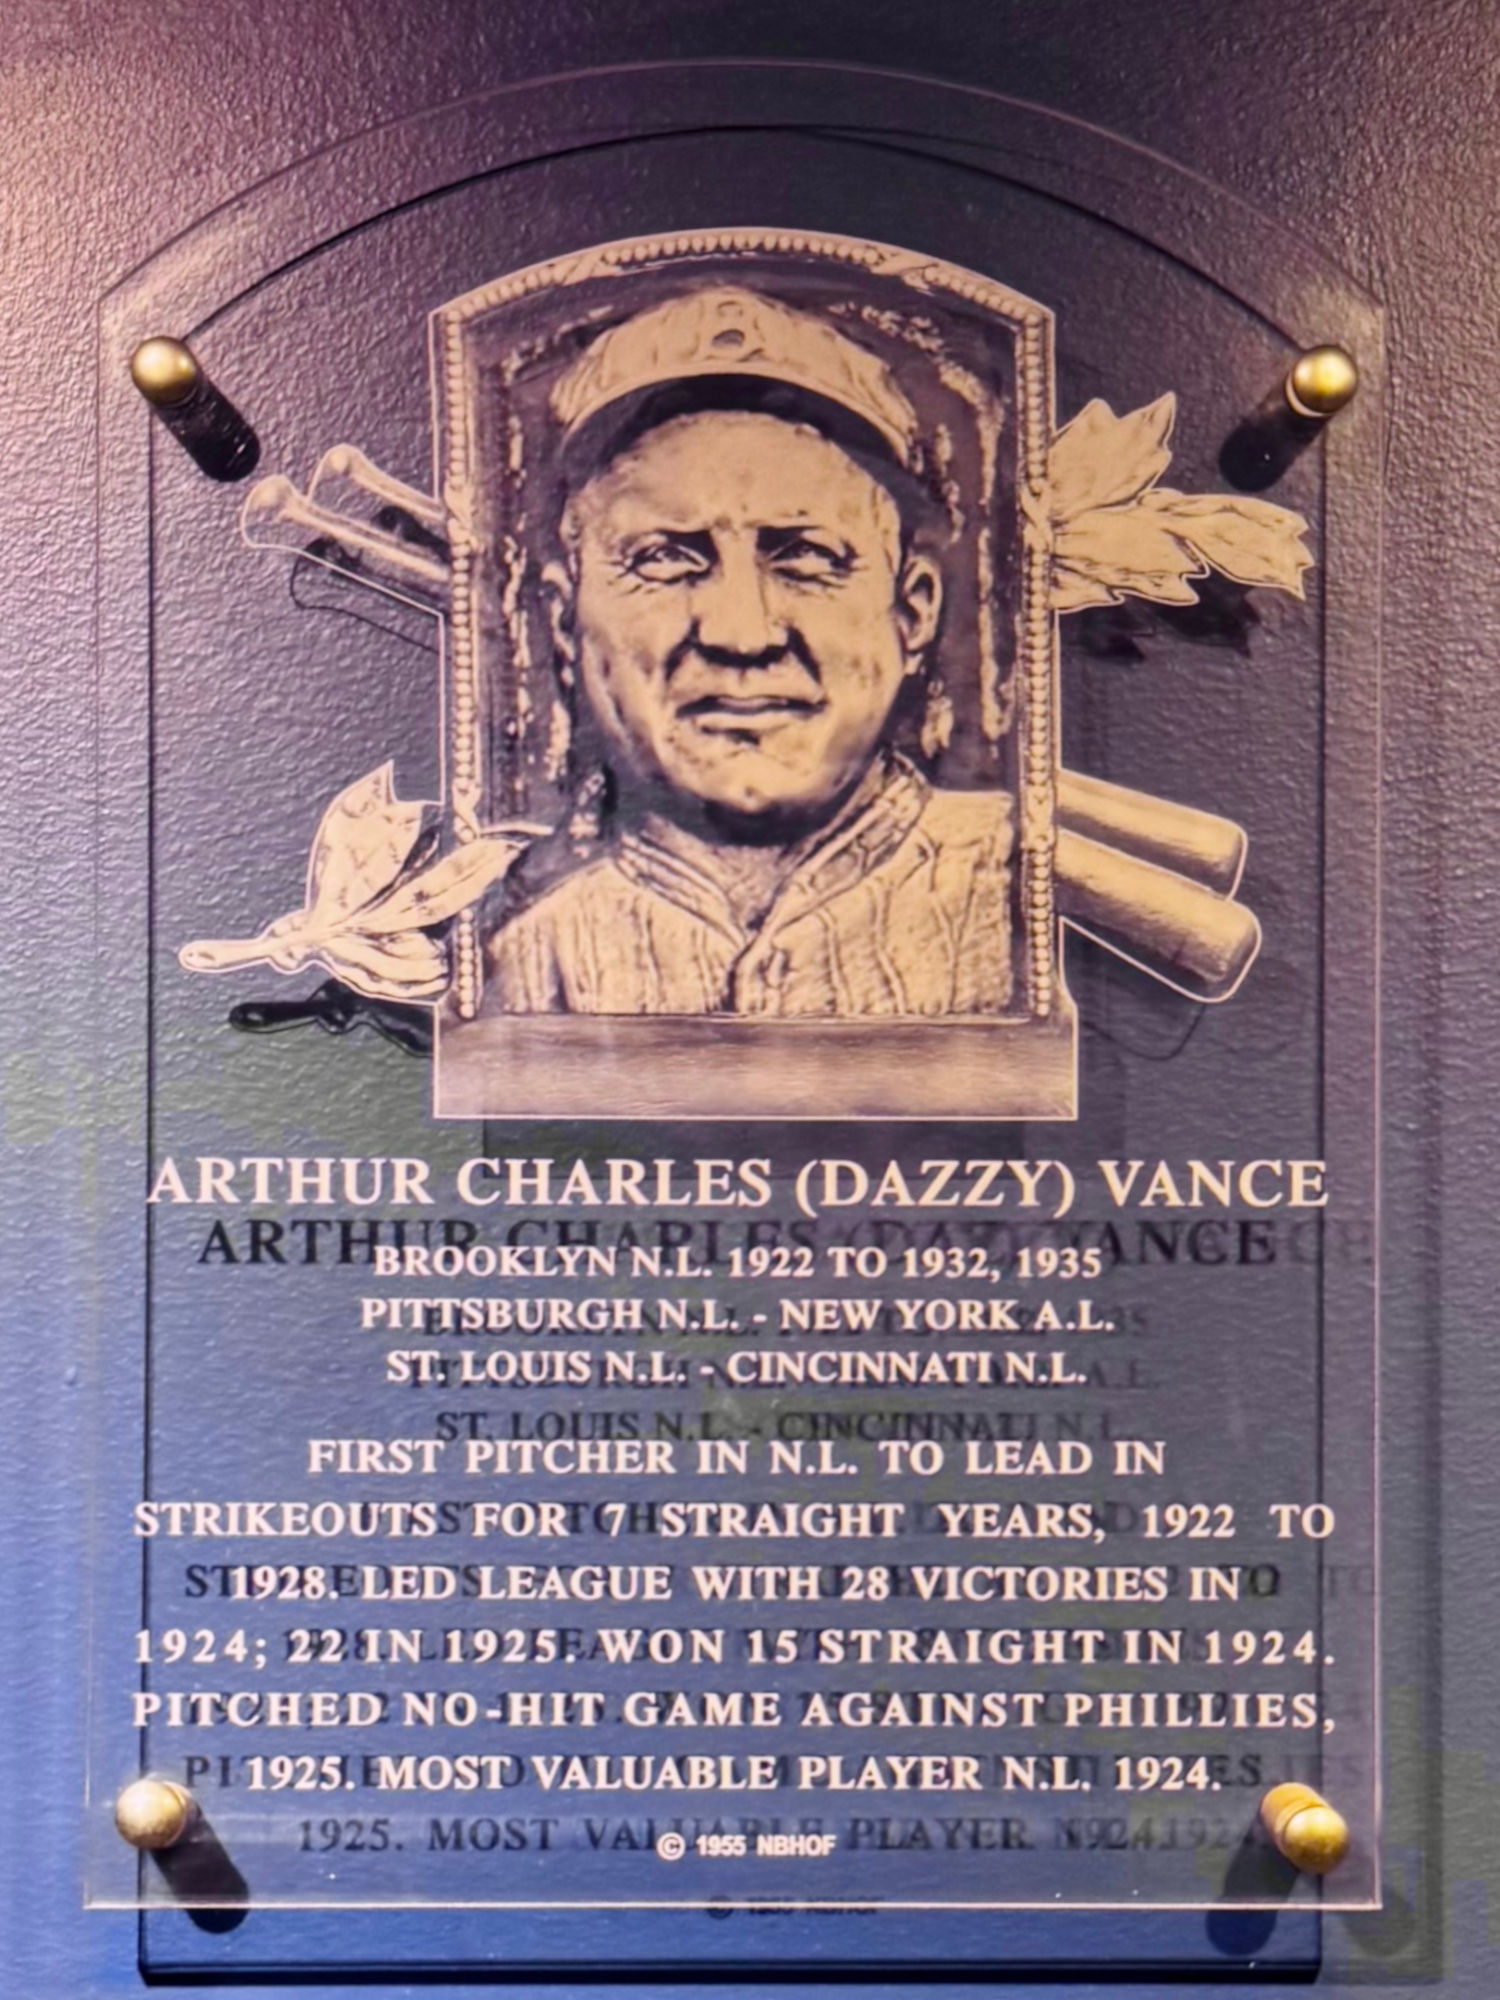 B
ARTHUR CHARLES (DAZZY) VANCE
BROOKLYN N.L. 1922 TO 1932, 1935
PITTSBURGH N.L. - NEW YORK A.L.
ST. LOUIS N.L. - CINCINNATI N.L.
FIRST PITCHER IN N.L. TO LEAD IN
STRIKEOUTS FOR 7 STRAIGHT YEARS, 1922 TO
1928. LED LEAGUE WITH 28 VICTORIES IN
1924; 22 IN 1925. WON 15 STRAIGHT IN 1924.
PITCHED NO-HIT GAME AGAINST PHILLIES,
1925. MOST VALUABLE PLAYER N.L. 1924.
© 1955 NBHOF